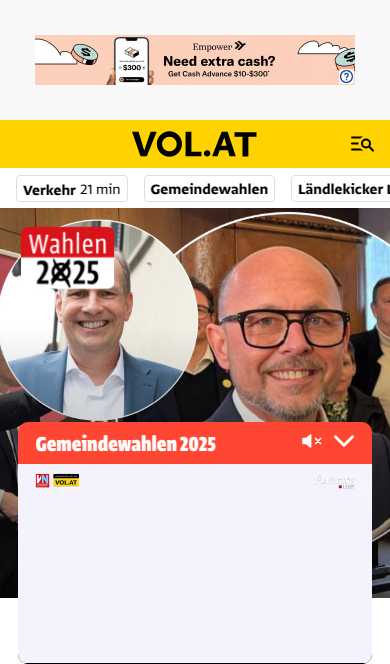 Empower
Need extra cash?
Get Cash Advance $10-$300*
$300
VOL.AT
Verkehr 21 min
Gemeindewahlen
Ländlekicker
Wahlen
2025
Gemeindewahlen 2025
VN
VOL.AT